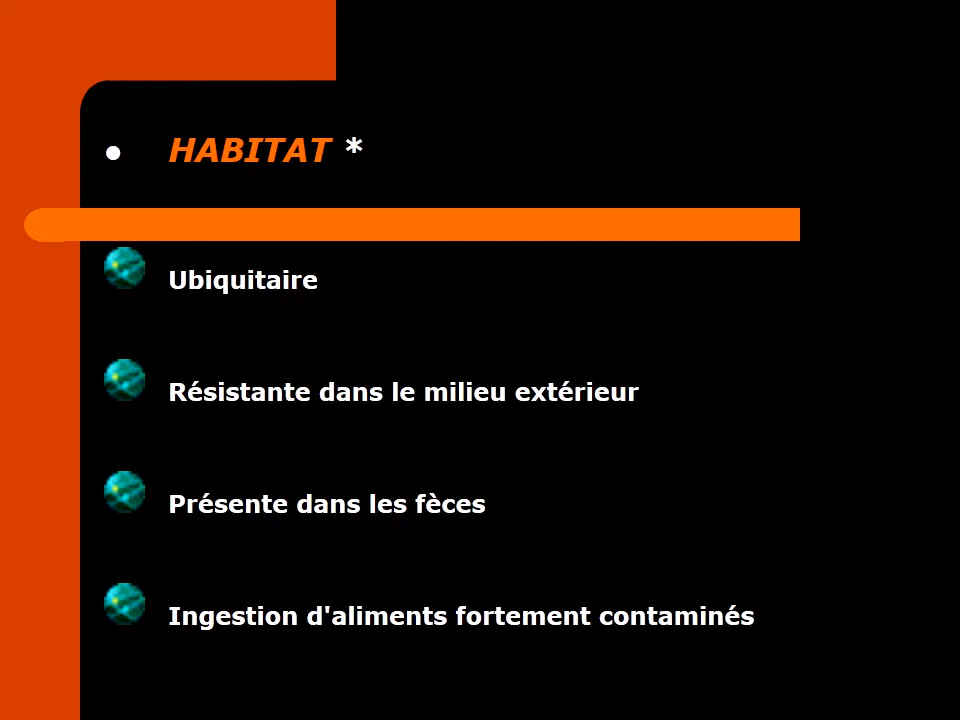 HABITAT *
Ubiquitaire
Résistante dans le milieu extérieur
Présente dans les fèces
Ingestion d'aliments fortement contaminés